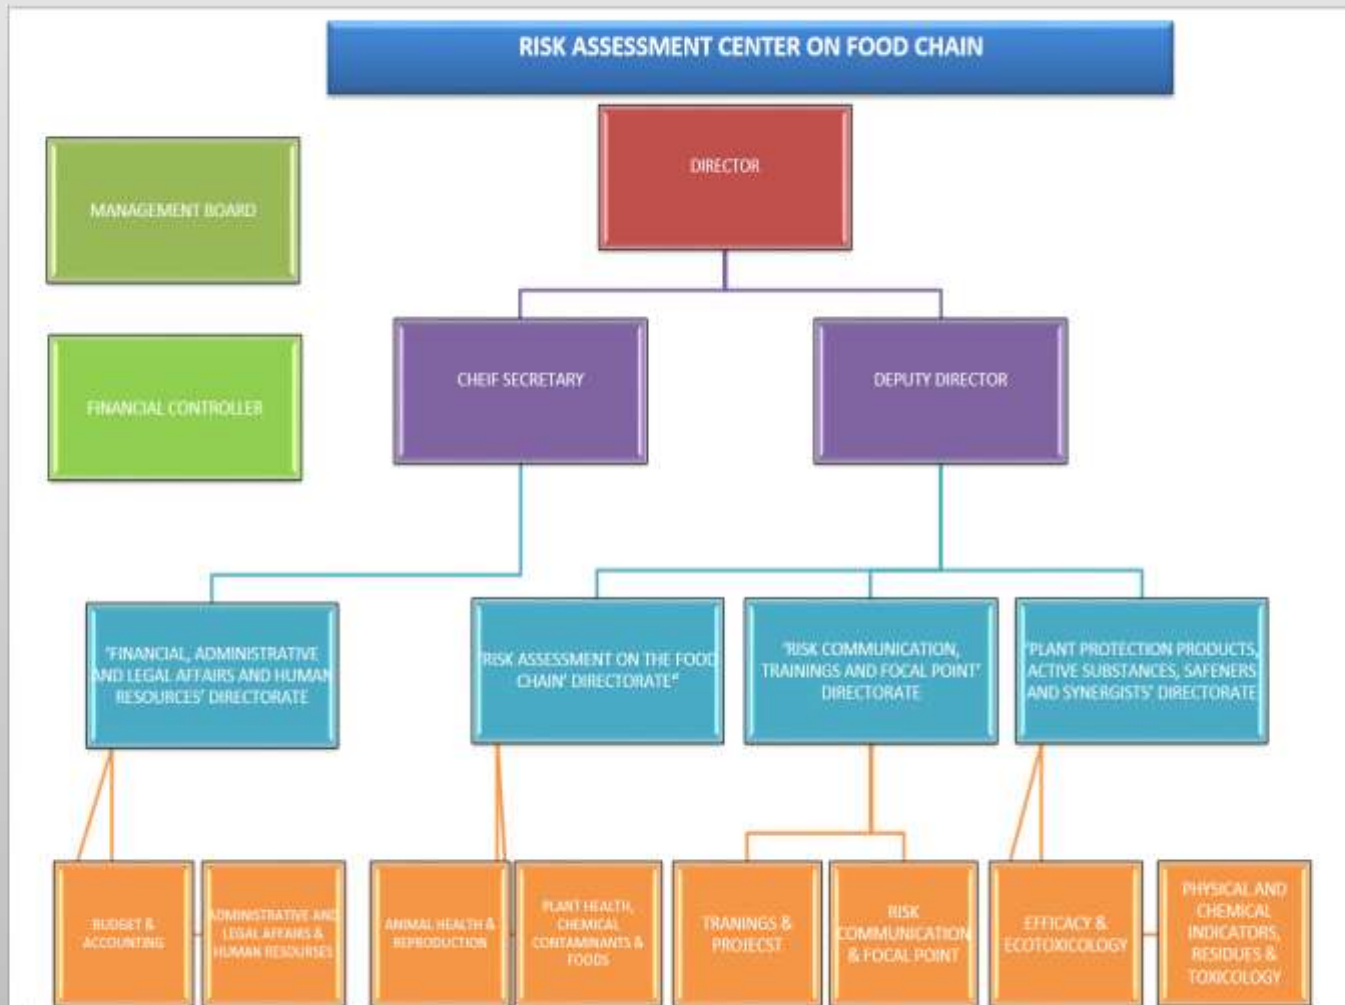 RISK ASSESSMENT CENTER ON FOOD CHAIN
DIRECTOR
MANAGEMENT BOARD
FINANCIAL CONTROLLER
CHEIF SECRETARY
DEPUTY DIRECTOR
'FINANCIAL, ADMINISTRATIVE
AND LEGAL AFFAIRS AND HUMAN
RESOURCES' DIRECTORATE
'RISK ASSESSMENT ON THE FOOD
CHAIN' DIRECTORATE"
'RISK COMMUNICATION,
TRAININGS AND FOCAL POINT'
DIRECTORATE
'PLANT PROTECTION PRODUCTS,
ACTIVE SUBSTANCES, SAFENERS
AND SYNERGISTS' DIRECTORATE
BUDGET &
ACCOUNTING
ADMINISTRATIVE AND
LEGAL AFFAIRS &
HUMAN RESOURSES
ANIMAL HEALTH &
REPRODUCTION
PLANT HEALTH,
CHEMICAL
CONTAMINANTS &
FOODS
TRANINGS &
PROJECST
RISK
COMMUNICATION
& FOCAL POINT
EFFICACY &
ECOTOXICOLOGY
PHYSICAL AND
CHEMICAL
INDICATORS,
RESIDUES &
TOXICOLOGY